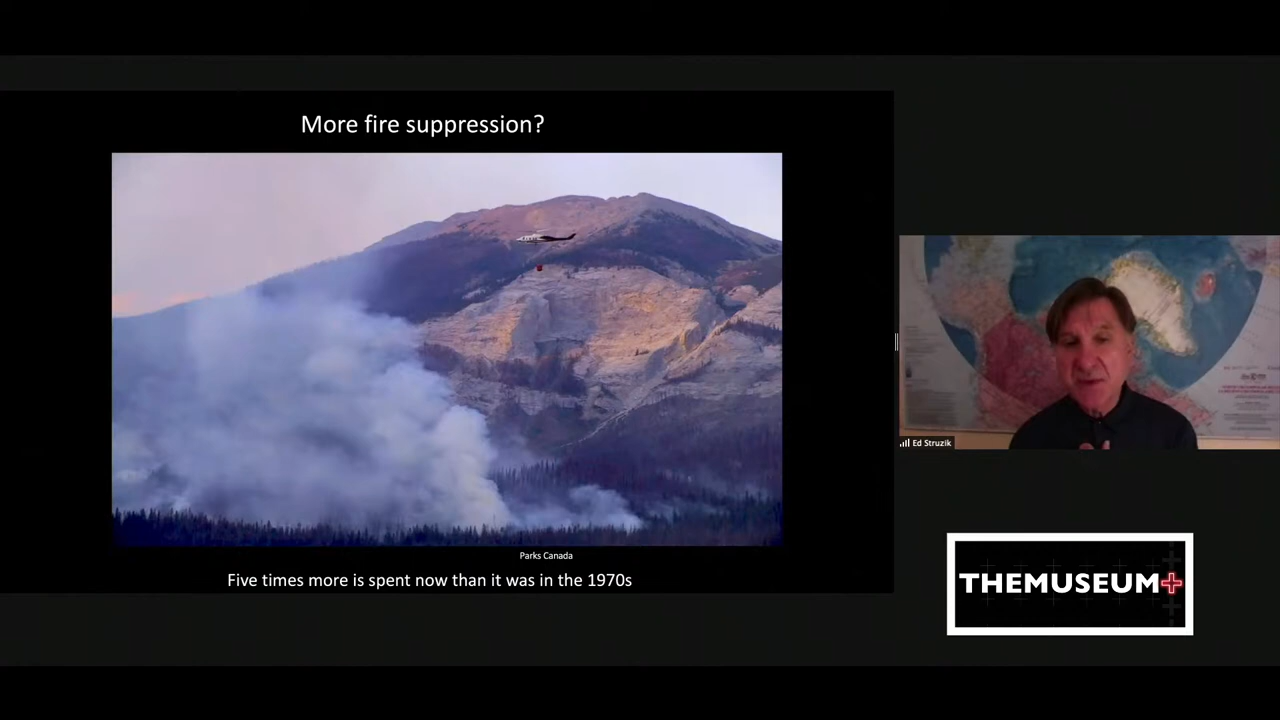 More fire suppression?
Parks Canada
Five times more is spent now than it was in the 1970s
Ed Struzik
THEMUSEUM+